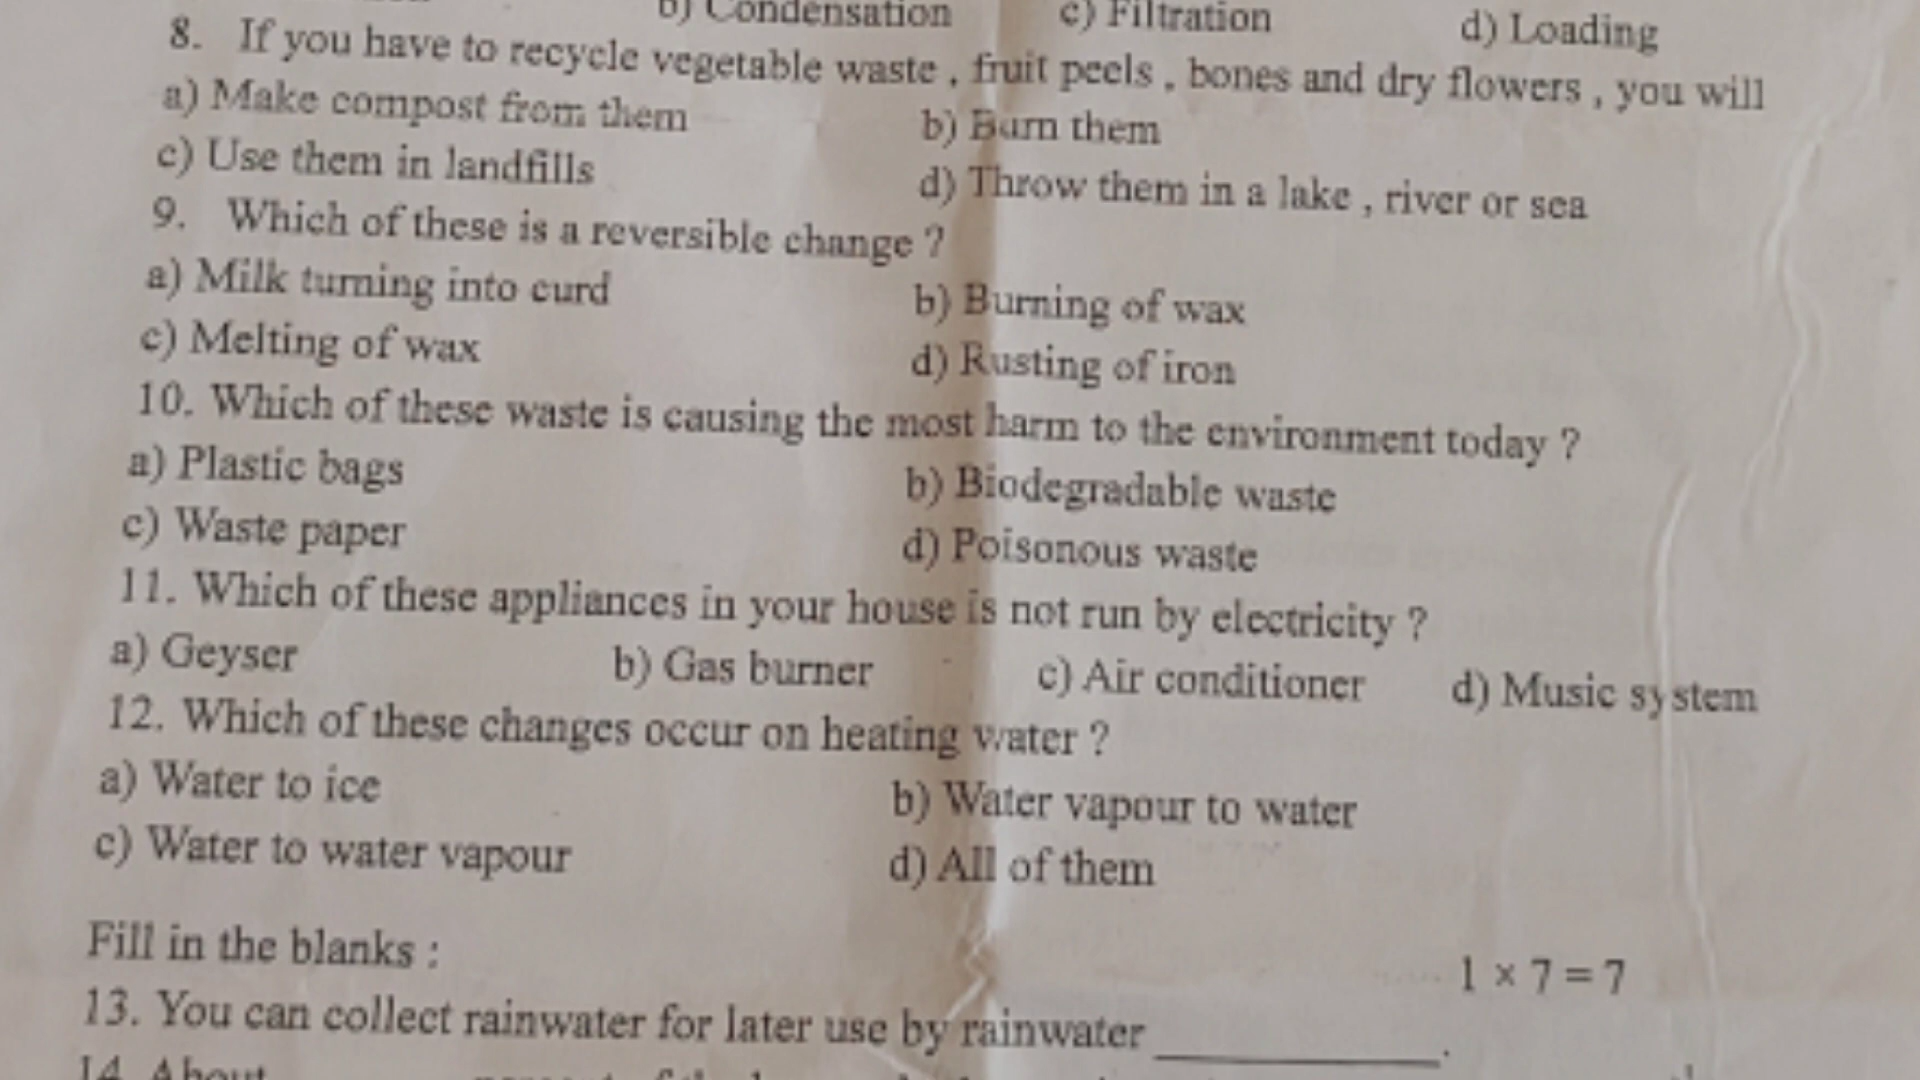 b) Condensation c) Filtration d) Loading
8. If you have to recycle vegetable waste , fruit peels , bones and dry flowers , you will
a) Make compost from them b) Burn them
c) Use them in landfills d) Throw them in a lake , river or sea
9. Which of these is a reversible change ?
a) Milk turning into curd b) Burning of wax
c) Melting of wax d) Rusting of iron
10. Which of these waste is causing the most harm to the environment today ?
a) Plastic bags b) Biodegradable waste
c) Waste paper d) Poisonous waste
11. Which of these appliances in your house is not run by electricity ?
a) Geyser b) Gas burner c) Air conditioner d) Music system
12. Which of these changes occur on heating water ?
a) Water to ice b) Water vapour to water
c) Water to water vapour d) All of them
Fill in the blanks :
1 × 7 = 7
13. You can collect rainwater for later use by rainwater ____________.
14. About